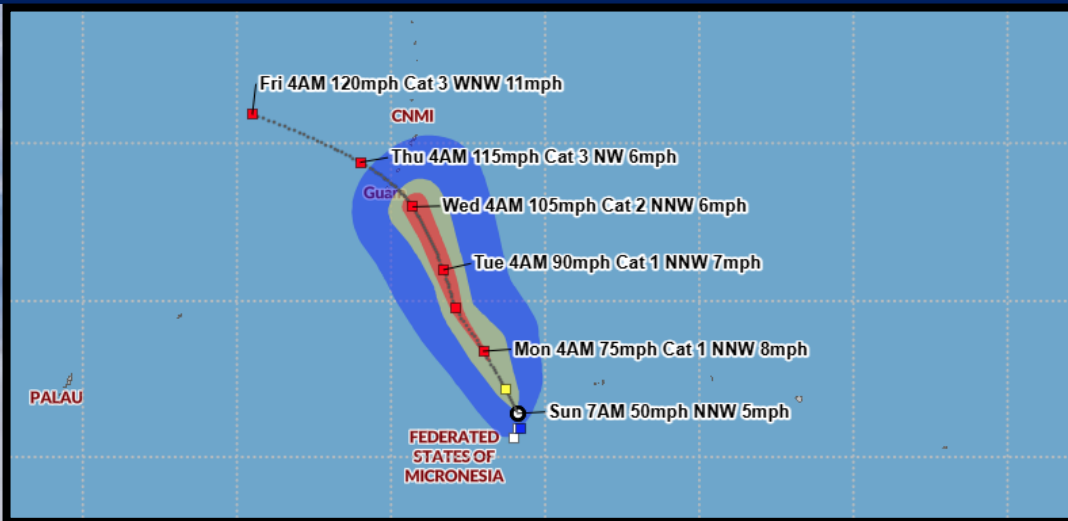 Fri 4AM 120mph Cat 3 WNW 11mph
CNMI
Thu 4AM 115mph Cat 3 NW 6mph
Guam
Wed 4AM 105mph Cat 2 NNW 6mph
Tue 4AM 90mph Cat 1 NNW 7mph
Mon 4AM 75mph Cat 1 NNW 8mph
PALAU
Sun 7AM 50mph NNW 5mph
FEDERATED
STATES OF
MICRONESIA